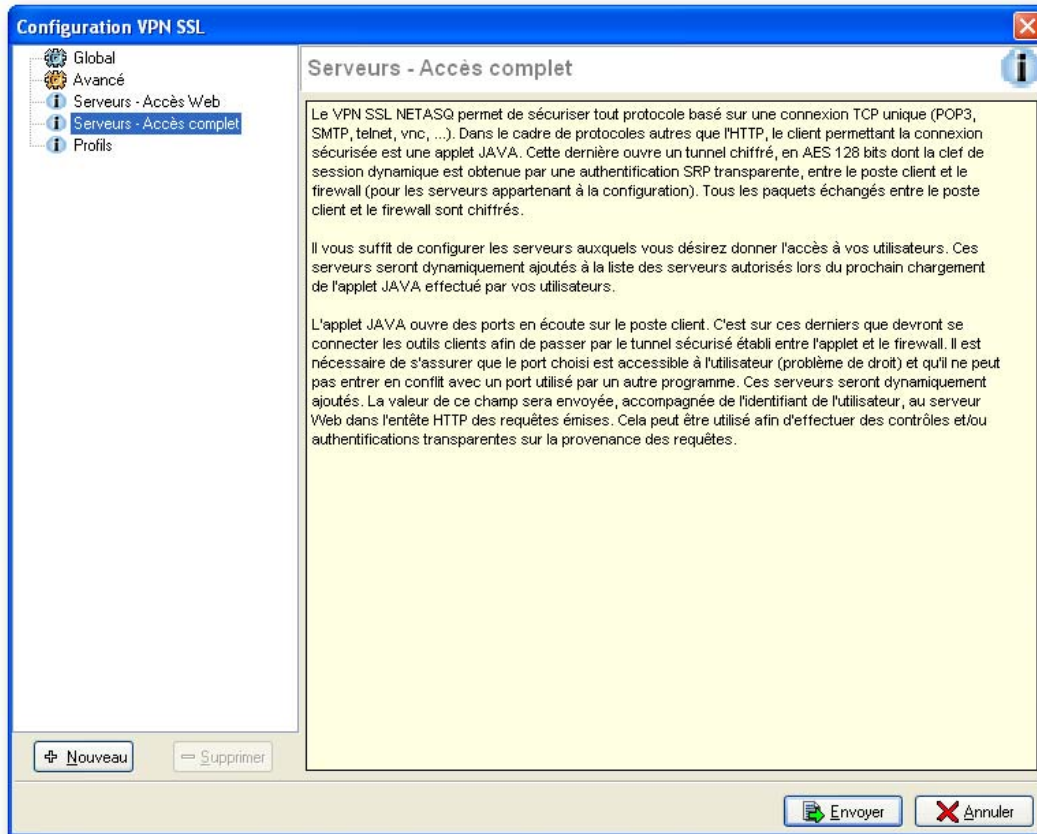 Configuration VPN SSL
Global
Avancé
Serveurs - Accès Web
Serveurs - Accès complet
Profils
Serveurs - Accès complet
Le VPN SSL NETASQ permet de sécuriser tout protocole basé sur une connexion TCP unique (POP3,
SMTP, telnet, vnc, ...). Dans le cadre de protocoles autres que l'HTTP, le client permettant la connexion
sécurisée est une applet JAVA. Cette dernière ouvre un tunnel chiffré, en AES 128 bits dont la clef de
session dynamique est obtenue par une authentification SRP transparente, entre le poste client et le
firewall (pour les serveurs appartenant à la configuration). Tous les paquets échangés entre le poste
client et le firewall sont chiffrés.
Il vous suffit de configurer les serveurs auxquels vous désirez donner l'accès à vos utilisateurs. Ces
serveurs seront dynamiquement ajoutés à la liste des serveurs autorisés lors du prochain chargement
de l'applet JAVA effectué par vos utilisateurs.
L'applet JAVA ouvre des ports en écoute sur le poste client. C'est sur ces derniers que devront se
connecter les outils clients afin de passer par le tunnel sécurisé établi entre l'applet et le firewall. Il est
nécessaire de s'assurer que le port choisi est accessible à l'utilisateur (problème de droit) et qu'il ne peut
pas entrer en conflit avec un port utilisé par un autre programme. Ces serveurs seront dynamiquement
ajoutés. La valeur de ce champ sera envoyée, accompagnée de l'identifiant de l'utilisateur, au serveur
Web dans l'entête HTTP des requêtes émises. Cela peut être utilisé afin d'effectuer des contrôles et/ou
authentifications transparentes sur la provenance des requêtes.
Nouveau
Supprimer
Envoyer
Annuler